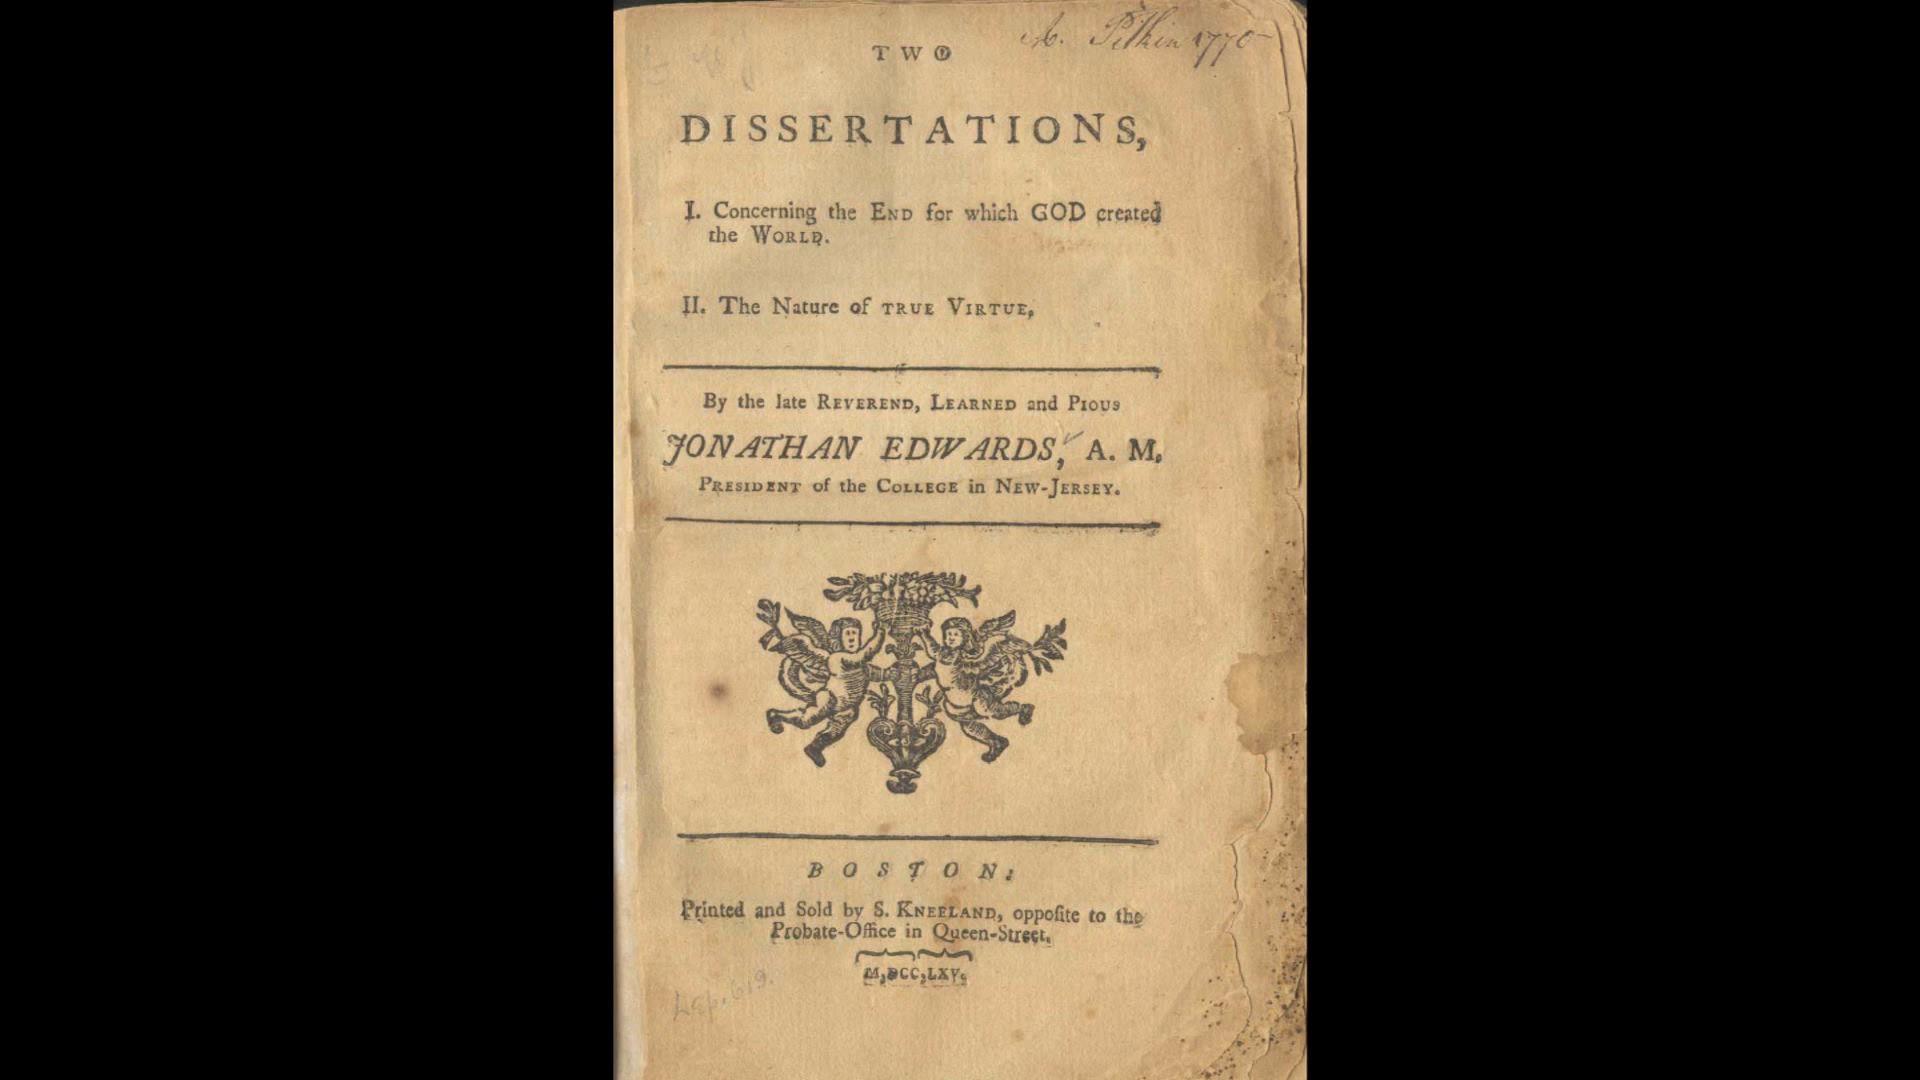 A. Pitkin 1770
TWO
DISSERTATIONS,
I. Concerning the END for which GOD created
the WORLD.
II. The Nature of TRUE VIRTUE,
By the late REVEREND, LEARNED and PIOUS
JONATHAN EDWARDS, A. M.
PRESIDENT of the COLLEGE in NEW-JERSEY.
BOSTON:
Printed and Sold by S. KNEELAND, oppoſite to the
Probate-Office in Queen-Street.
M,DCC,LXV.